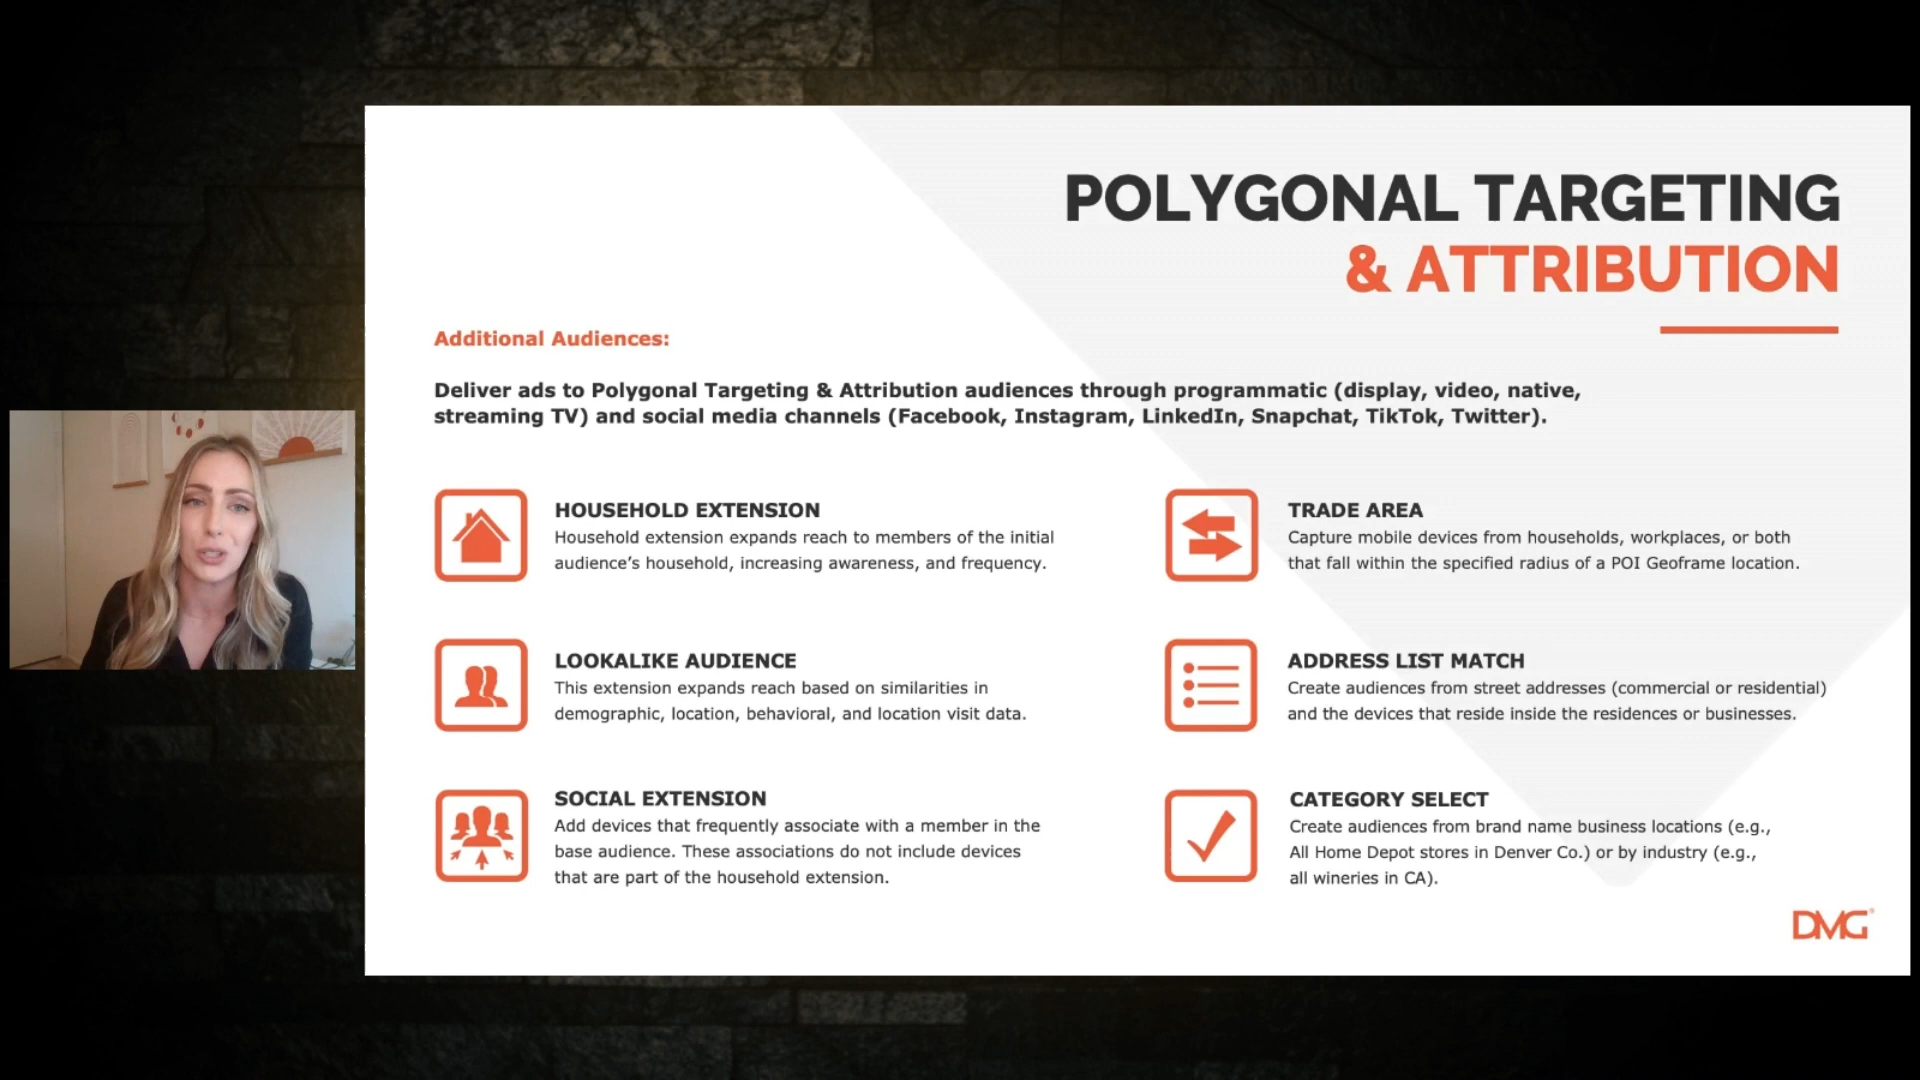 POLYGONAL TARGETING
& ATTRIBUTION
Additional Audiences:
Deliver ads to Polygonal Targeting & Attribution audiences through programmatic (display, video, native,
streaming TV) and social media channels (Facebook, Instagram, LinkedIn, Snapchat, TikTok, Twitter).
HOUSEHOLD EXTENSION
Household extension expands reach to members of the initial
audience’s household, increasing awareness, and frequency.
LOOKALIKE AUDIENCE
This extension expands reach based on similarities in
demographic, location, behavioral, and location visit data.
SOCIAL EXTENSION
Add devices that frequently associate with a member in the
base audience. These associations do not include devices
that are part of the household extension.
TRADE AREA
Capture mobile devices from households, workplaces, or both
that fall within the specified radius of a POI Geoframe location.
ADDRESS LIST MATCH
Create audiences from street addresses (commercial or residential)
and the devices that reside inside the residences or businesses.
CATEGORY SELECT
Create audiences from brand name business locations (e.g.,
All Home Depot stores in Denver Co.) or by industry (e.g.,
all wineries in CA).
DMG®